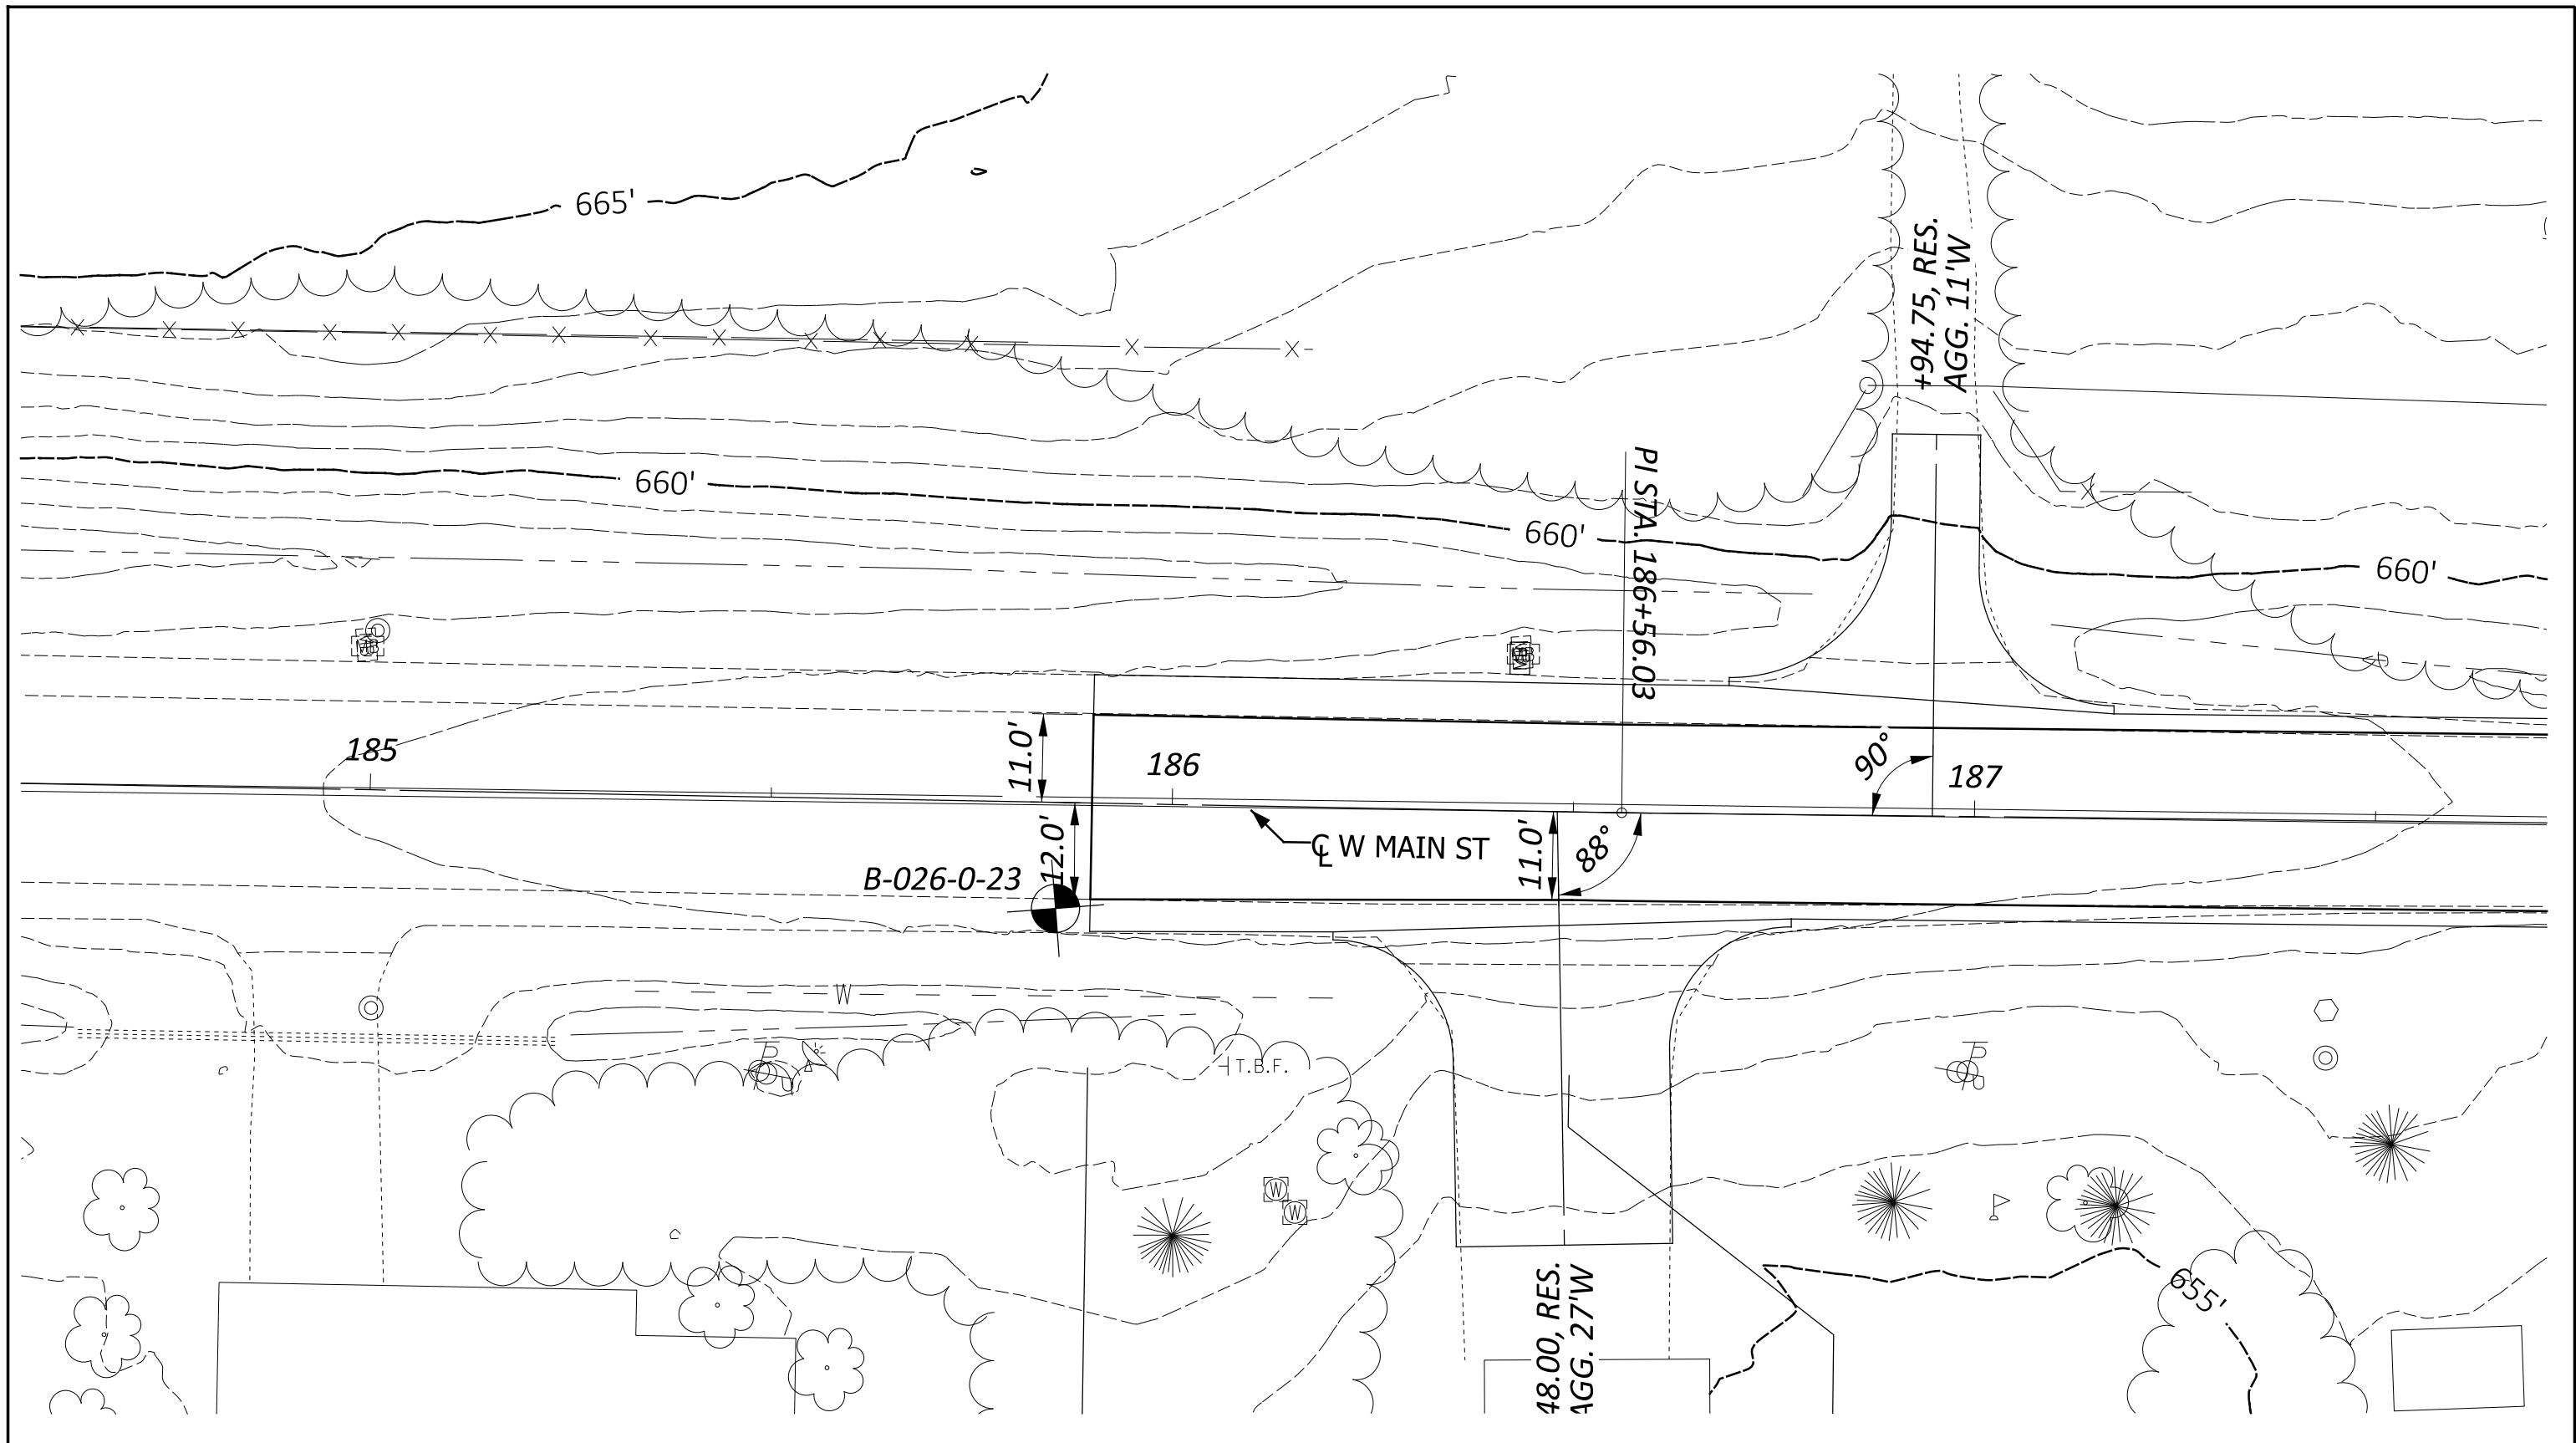 665'
+94.75, RES.
AGG. 11'W
660'
660'
660'
PI STA. 186+56.03
185
11.0'
186
90°
187
12.0'
℄ W MAIN ST
11.0'
88°
B-026-0-23
W
T.B.F.
W
W
655'
48.00, RES.
AGG. 27'W